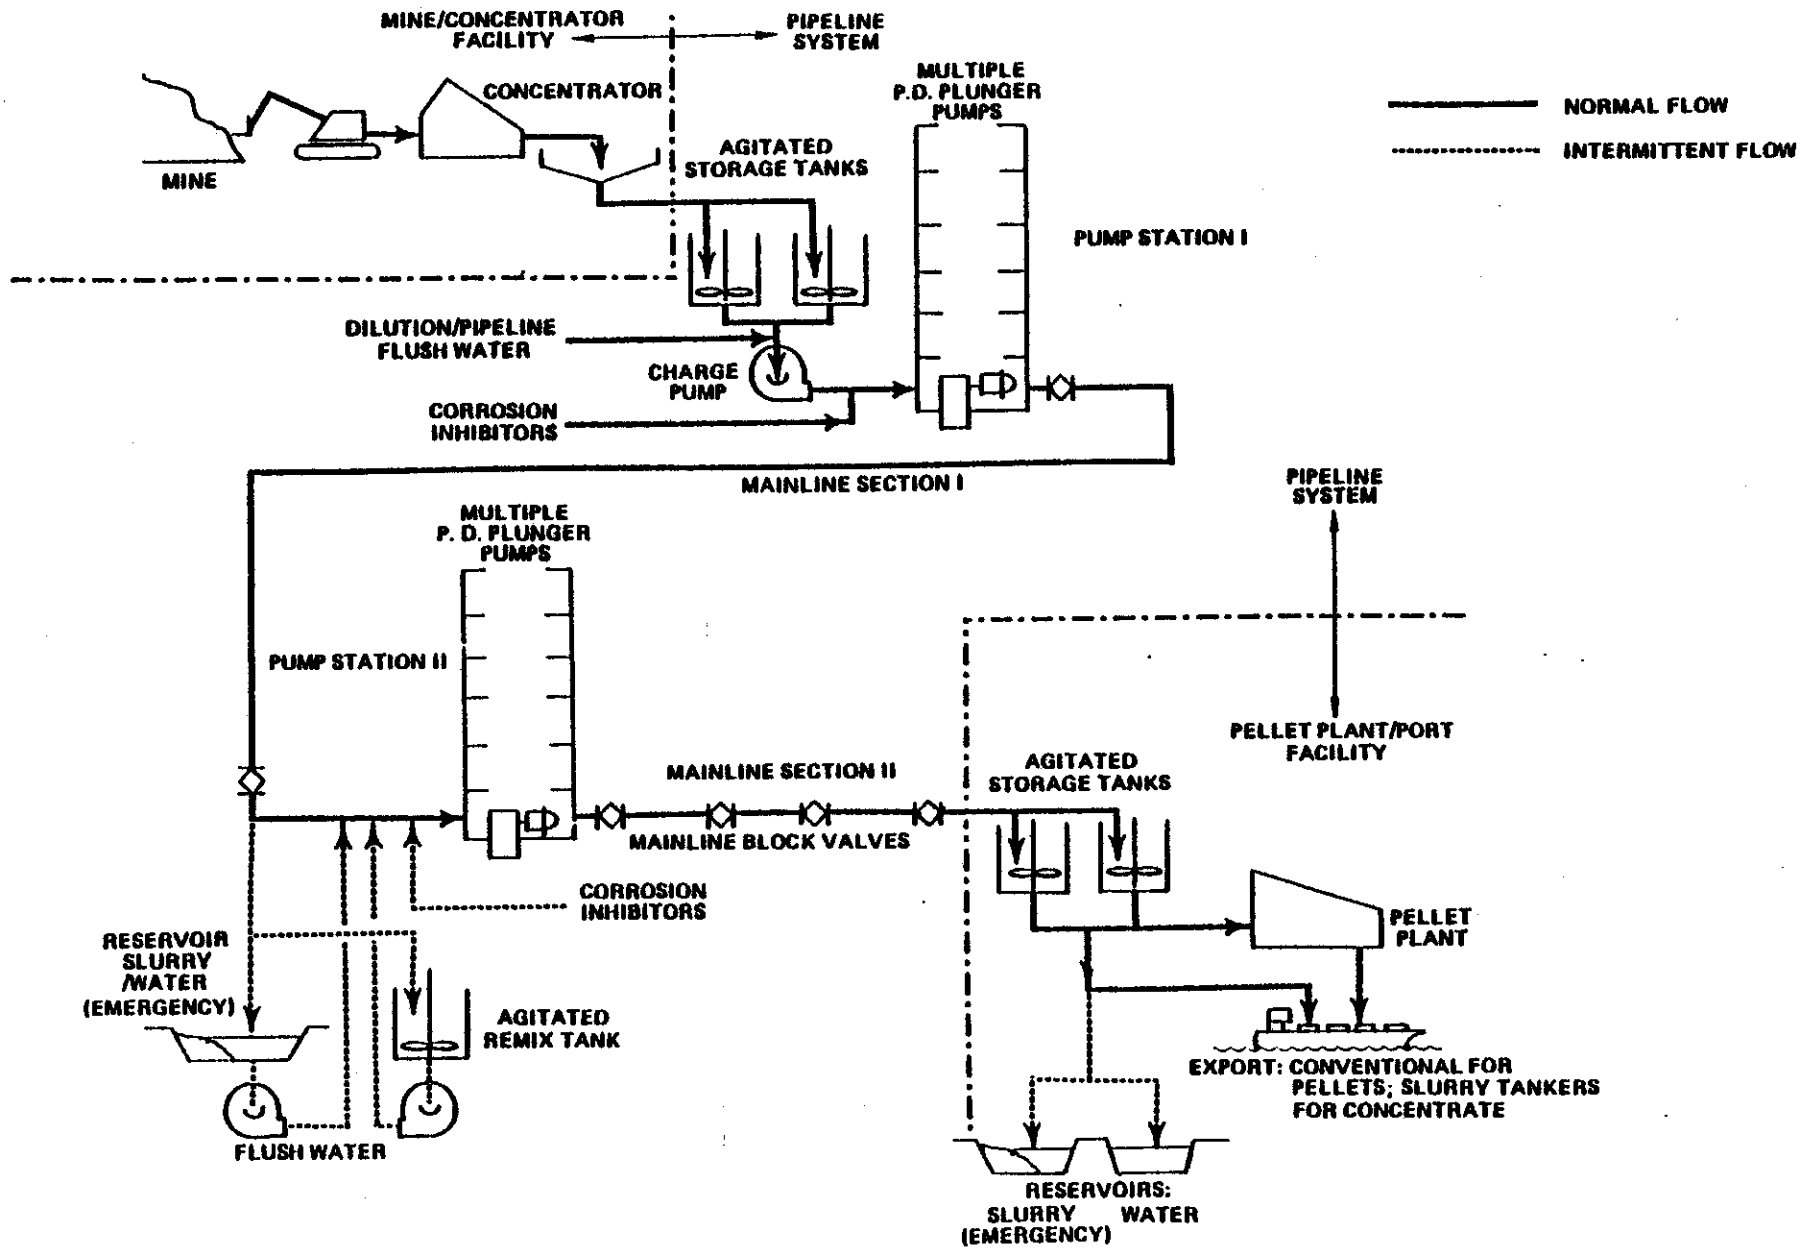 MINE/CONCENTRATOR
FACILITY
PIPELINE
SYSTEM
MULTIPLE
P.D. PLUNGER
PUMPS
CONCENTRATOR
NORMAL FLOW
INTERMITTENT FLOW
AGITATED
STORAGE TANKS
MINE
PUMP STATION I
DILUTION/PIPELINE
FLUSH WATER
CHARGE
PUMP
CORROSION
INHIBITORS
MAINLINE SECTION I
PIPELINE
SYSTEM
MULTIPLE
P. D. PLUNGER
PUMPS
PUMP STATION II
PELLET PLANT/PORT
FACILITY
MAINLINE SECTION II
AGITATED
STORAGE TANKS
MAINLINE BLOCK VALVES
CORROSION
INHIBITORS
PELLET
PLANT
RESERVOIR
SLURRY
/WATER
(EMERGENCY)
AGITATED
REMIX TANK
EXPORT: CONVENTIONAL FOR
PELLETS; SLURRY TANKERS
FOR CONCENTRATE
FLUSH WATER
RESERVOIRS:
SLURRY WATER
(EMERGENCY)